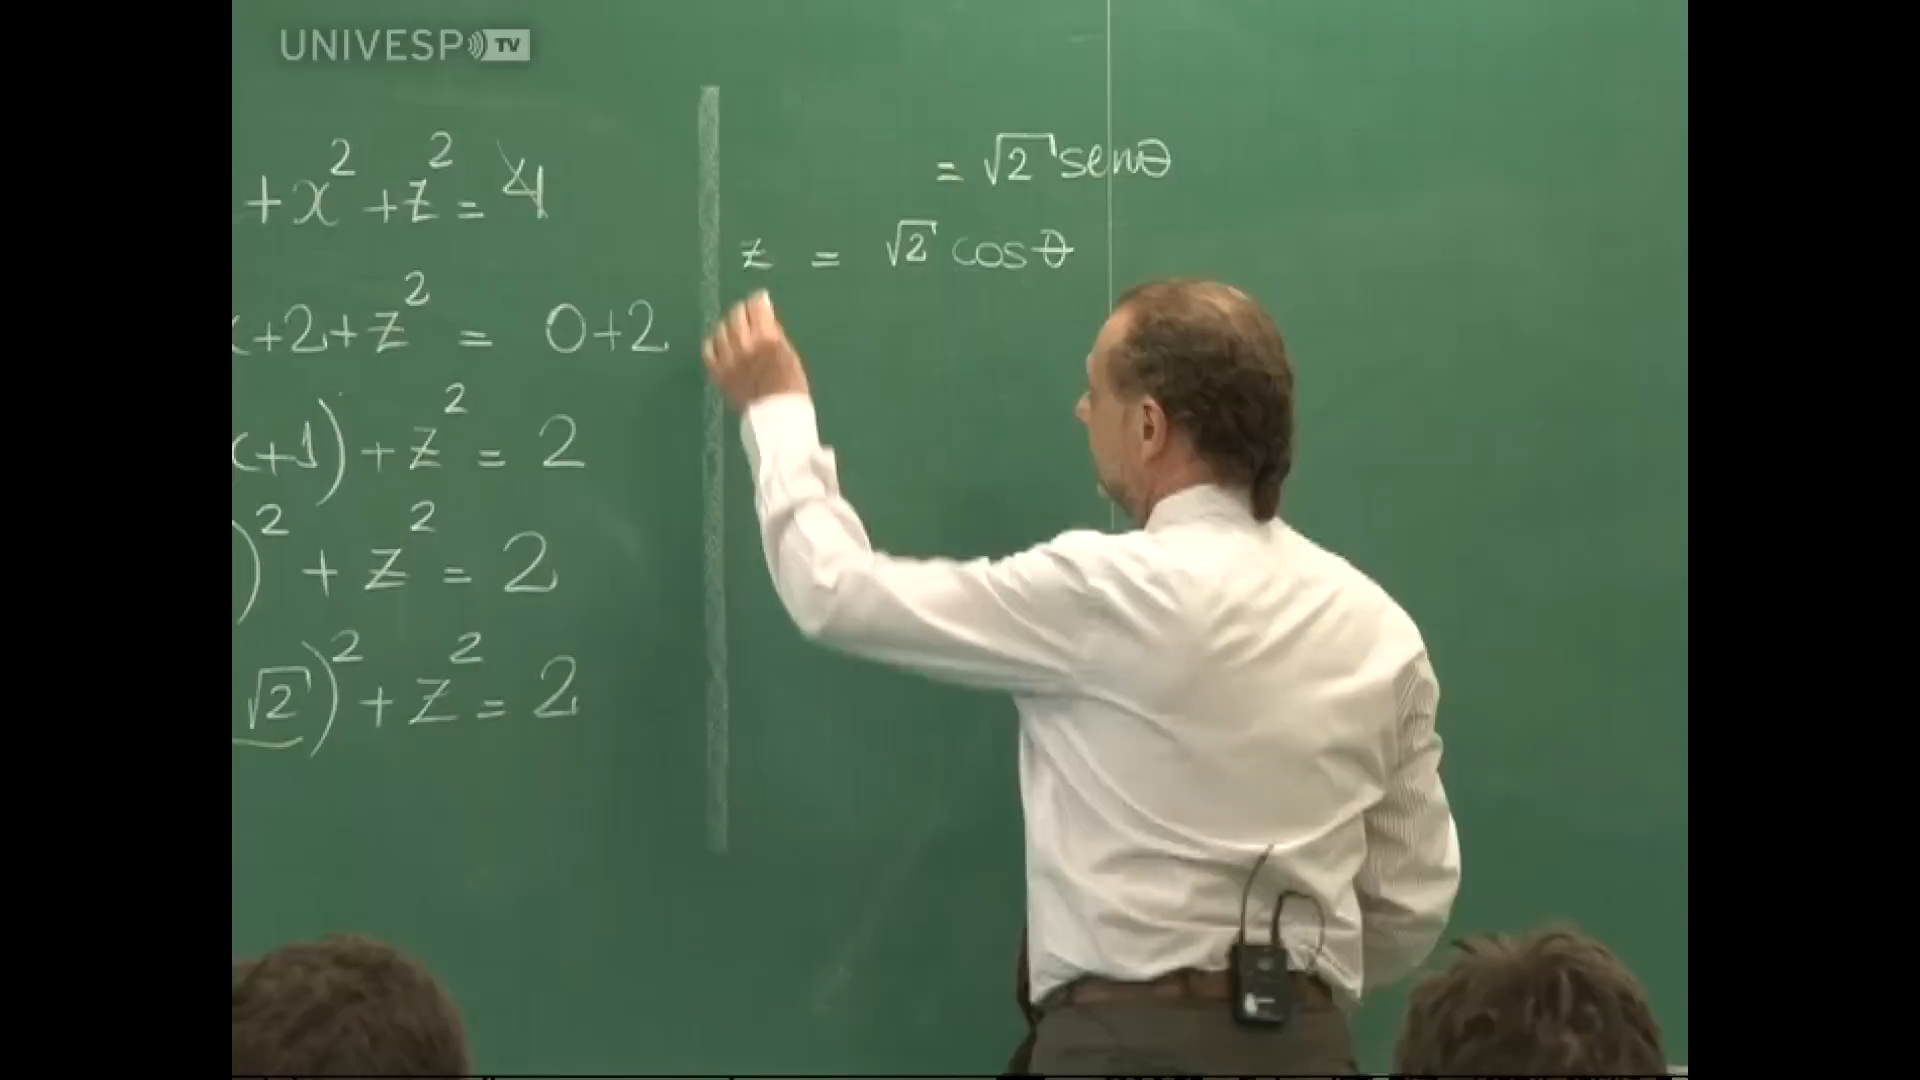 UNIVESP TV
+x² + z² = 4
+2+z² = 0+2
+1) + z² = 2
)² + z² = 2
√2)² + z² = 2
= √2 senθ
z = √2 cosθ